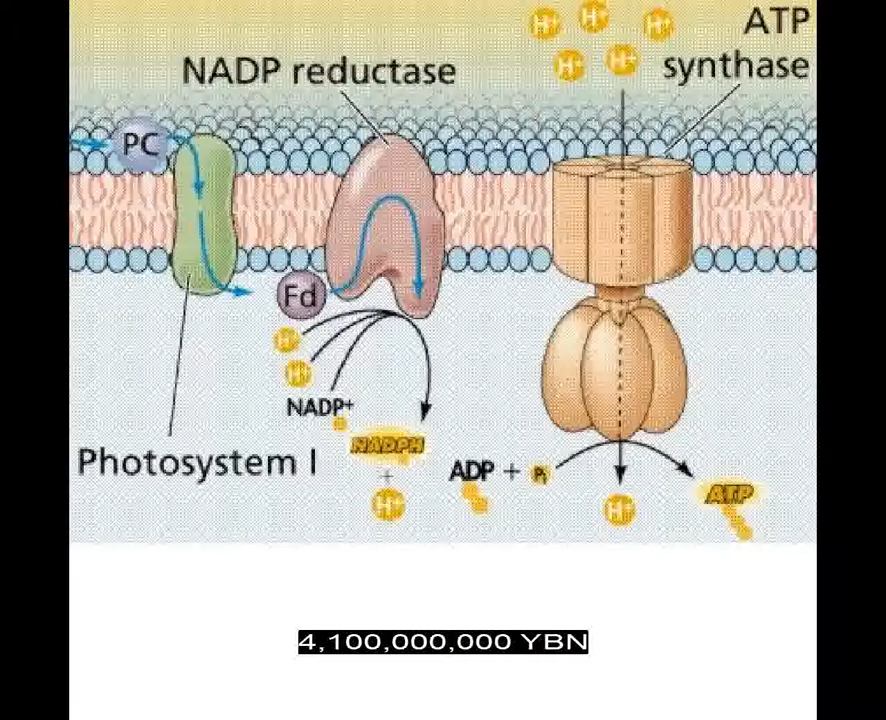 H+ H+ H+
H+ H+
ATP
synthase
NADP reductase
PC
Fd
H+
H+
NADP+
NADPH
+
H+
Photosystem I
ADP + Pi
H+
ATP
4,100,000,000 YBN